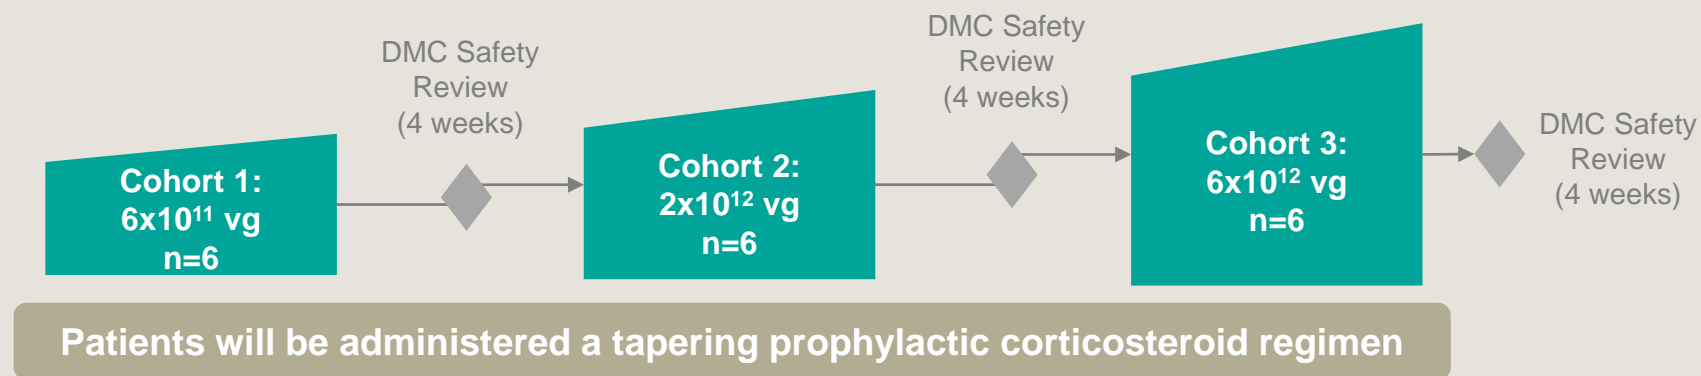 Cohort 1:
6x10¹¹ vg
n=6
DMC Safety
Review
(4 weeks)
Cohort 2:
2x10¹² vg
n=6
DMC Safety
Review
(4 weeks)
Cohort 3:
6x10¹² vg
n=6
DMC Safety
Review
(4 weeks)
Patients will be administered a tapering prophylactic corticosteroid regimen